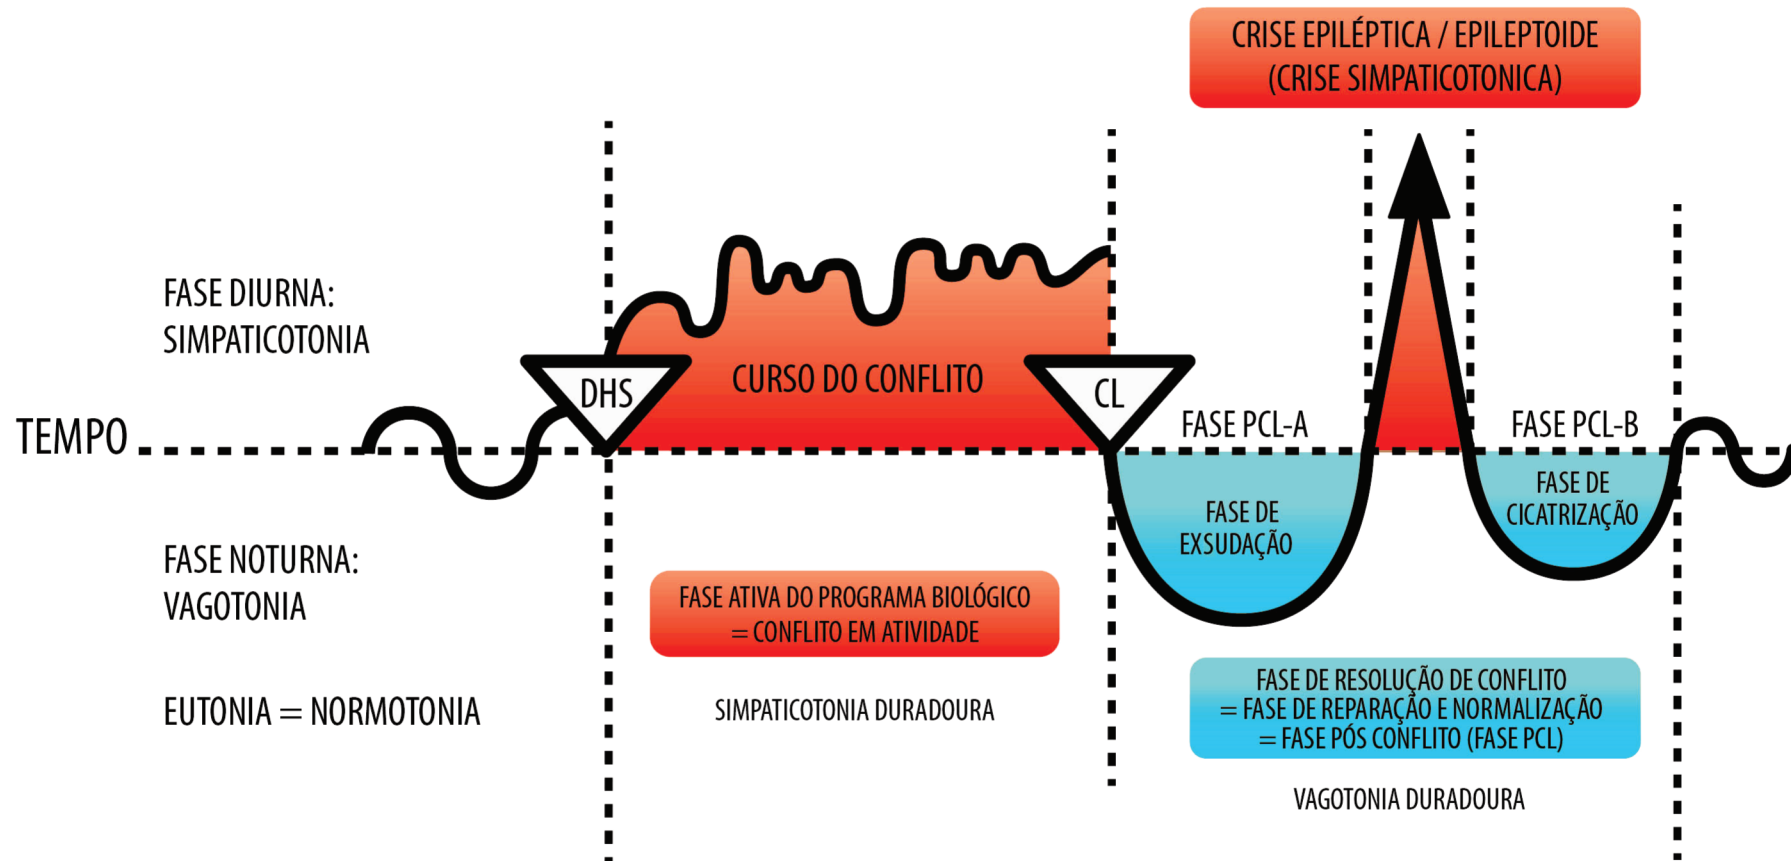 CRISE EPILÉPTICA / EPILEPTOIDE
(CRISE SIMPATICOTONICA)
FASE DIURNA:
SIMPATICOTONIA
DHS
CURSO DO CONFLITO
CL
TEMPO
FASE PCL-A
FASE PCL-B
FASE DE
EXSUDAÇÃO
FASE DE
CICATRIZAÇÃO
FASE NOTURNA:
VAGOTONIA
FASE ATIVA DO PROGRAMA BIOLÓGICO
= CONFLITO EM ATIVIDADE
EUTONIA = NORMOTONIA
SIMPATICOTONIA DURADOURA
FASE DE RESOLUÇÃO DE CONFLITO
= FASE DE REPARAÇÃO E NORMALIZAÇÃO
= FASE PÓS CONFLITO (FASE PCL)
VAGOTONIA DURADOURA